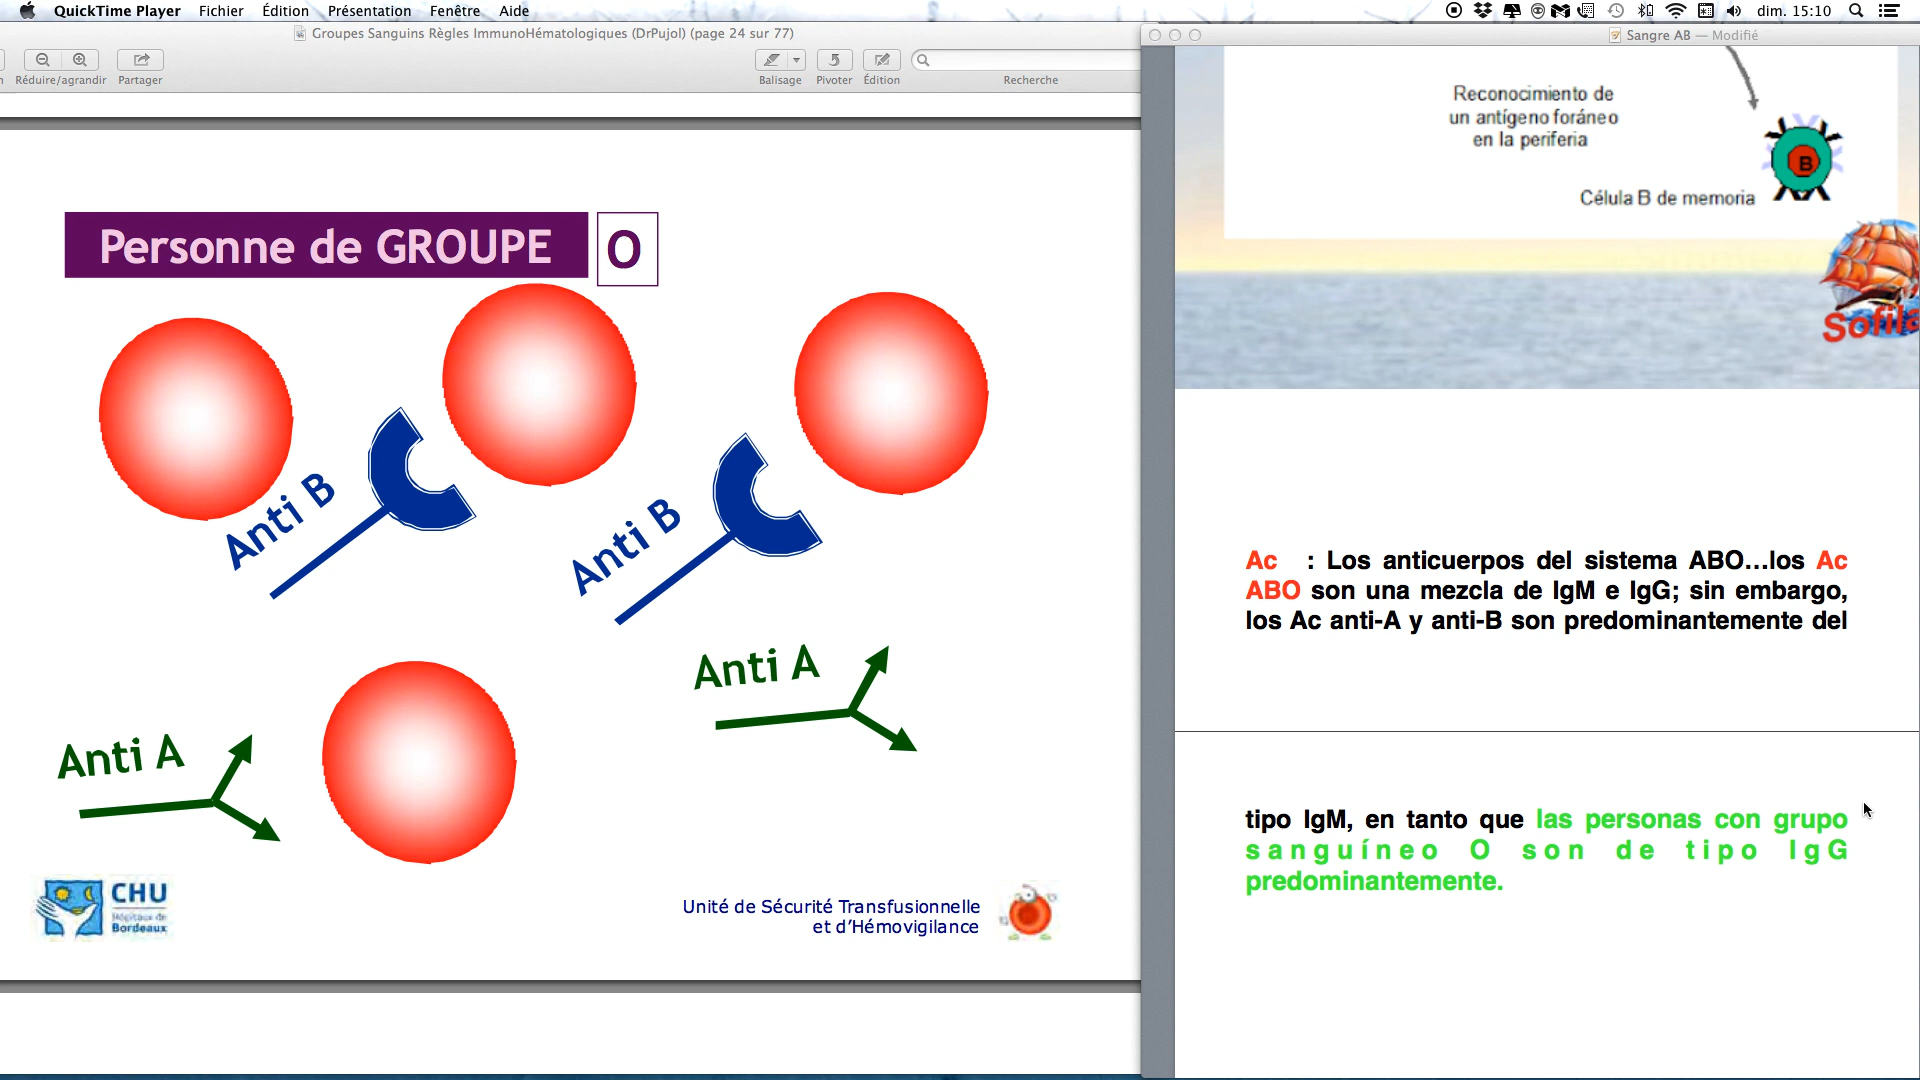 QuickTime Player Fichier Édition Présentation Fenêtre Aide dim. 15:10
Groupes Sanguins Règles ImmunoHématologiques (DrPujol) (page 24 sur 77)
Réduire/agrandir Partager Balisage Pivoter Édition Recherche
Personne de GROUPE O
Anti B
Anti B
Anti A
Anti A
CHU
Hôpitaux de
Bordeaux
Unité de Sécurité Transfusionnelle
et d'Hémovigilance
Sangre AB — Modifié
Reconocimiento de
un antígeno foráneo
en la periferia
B
Célula B de memoria
Ac : Los anticuerpos del sistema ABO...los Ac
ABO son una mezcla de IgM e IgG; sin embargo,
los Ac anti-A y anti-B son predominantemente del
tipo IgM, en tanto que las personas con grupo
sanguíneo O son de tipo IgG
predominantemente.